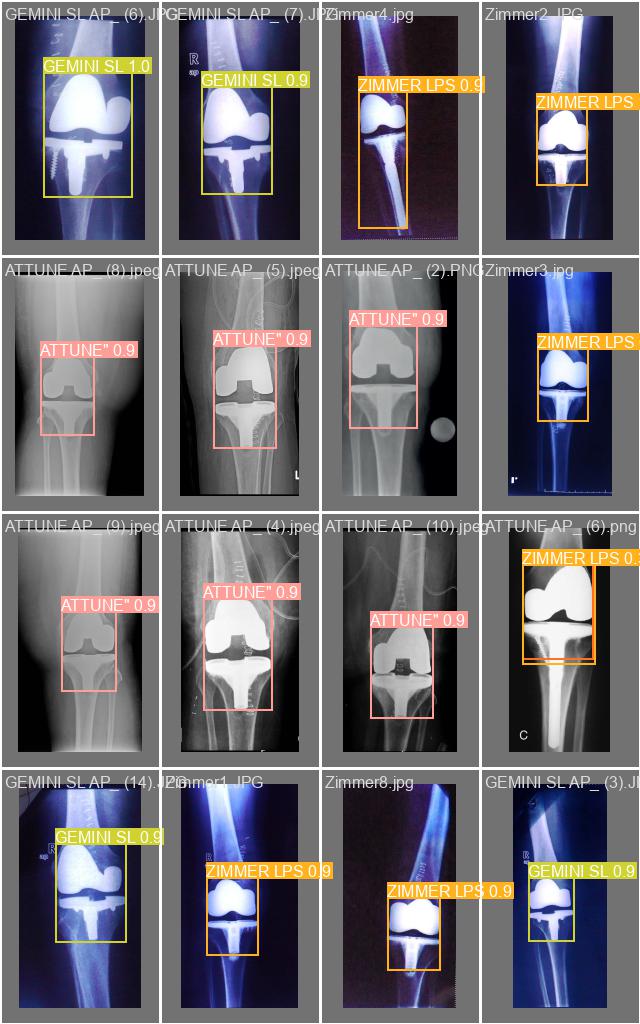 GEMINI SL AP_ (6).JPG
GEMINI SL 1.0
GEMINI SL AP_ (7).JPG
R
ap
GEMINI SL 0.9
Zimmer4.jpg
ZIMMER LPS 0.9
Zimmer2.JPG
ZIMMER LPS
ATTUNE AP_ (8).jpeg
ATTUNE" 0.9
ATTUNE AP_ (5).jpeg
ATTUNE" 0.9
L
ATTUNE AP_ (2).PNG
ATTUNE" 0.9
Zimmer3.jpg
ZIMMER LPS
ATTUNE AP_ (9).jpeg
ATTUNE" 0.9
ATTUNE AP_ (4).jpeg
ATTUNE" 0.9
ATTUNE AP_ (10).jpeg
ATTUNE" 0.9
ATTUNE AP_ (6).png
ZIMMER LPS 0.
C
GEMINI SL AP_ (14).JPG
R
ap
GEMINI SL 0.9
Zimmer1.JPG
R
ZIMMER LPS 0.9
Zimmer8.jpg
ZIMMER LPS 0.9
GEMINI SL AP_ (3).J
R
ap
GEMINI SL 0.9